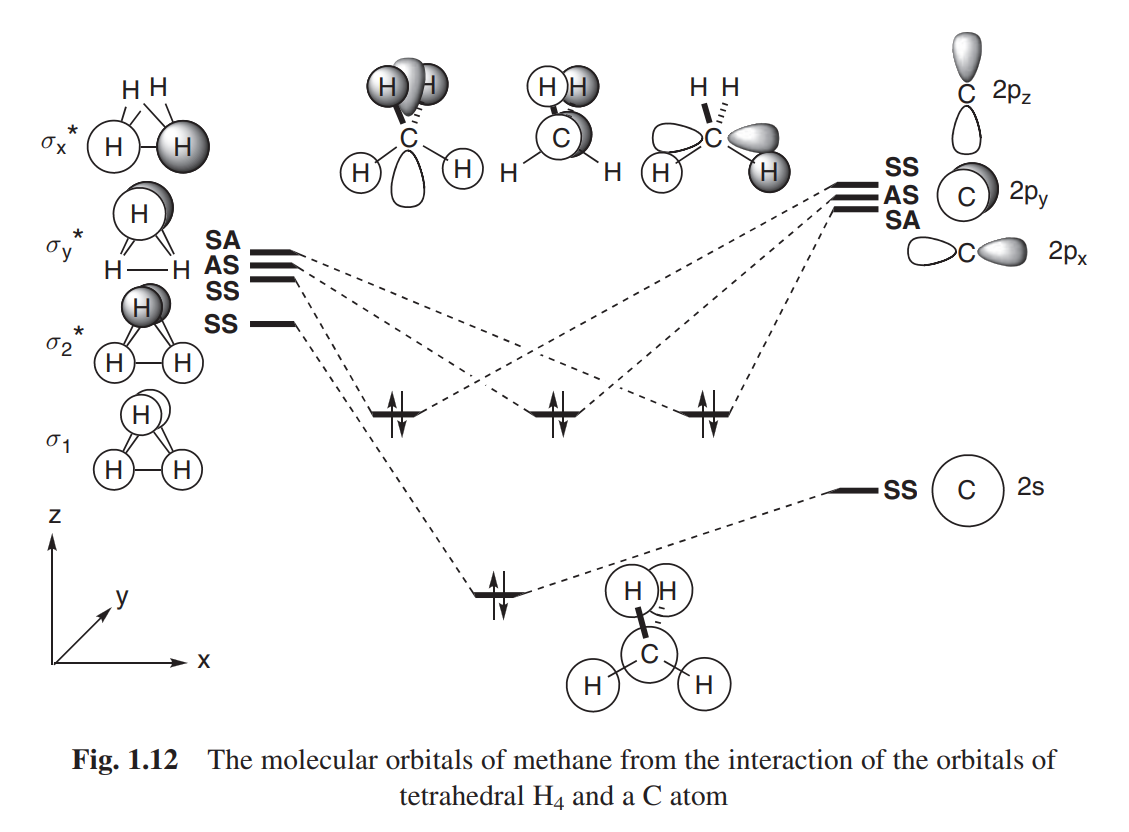 H H
σx* H H
H
σy* H H
H
σ2* H H
H
σ1 H H
SA
AS
SS
SS
H H
C
H H
H H
C
H H
H H
C
H H
C 2pz
SS
AS
SA
C 2py
C 2px
SS C 2s
H H
C
H H
z
y
x
Fig. 1.12 The molecular orbitals of methane from the interaction of the orbitals of
tetrahedral H4 and a C atom